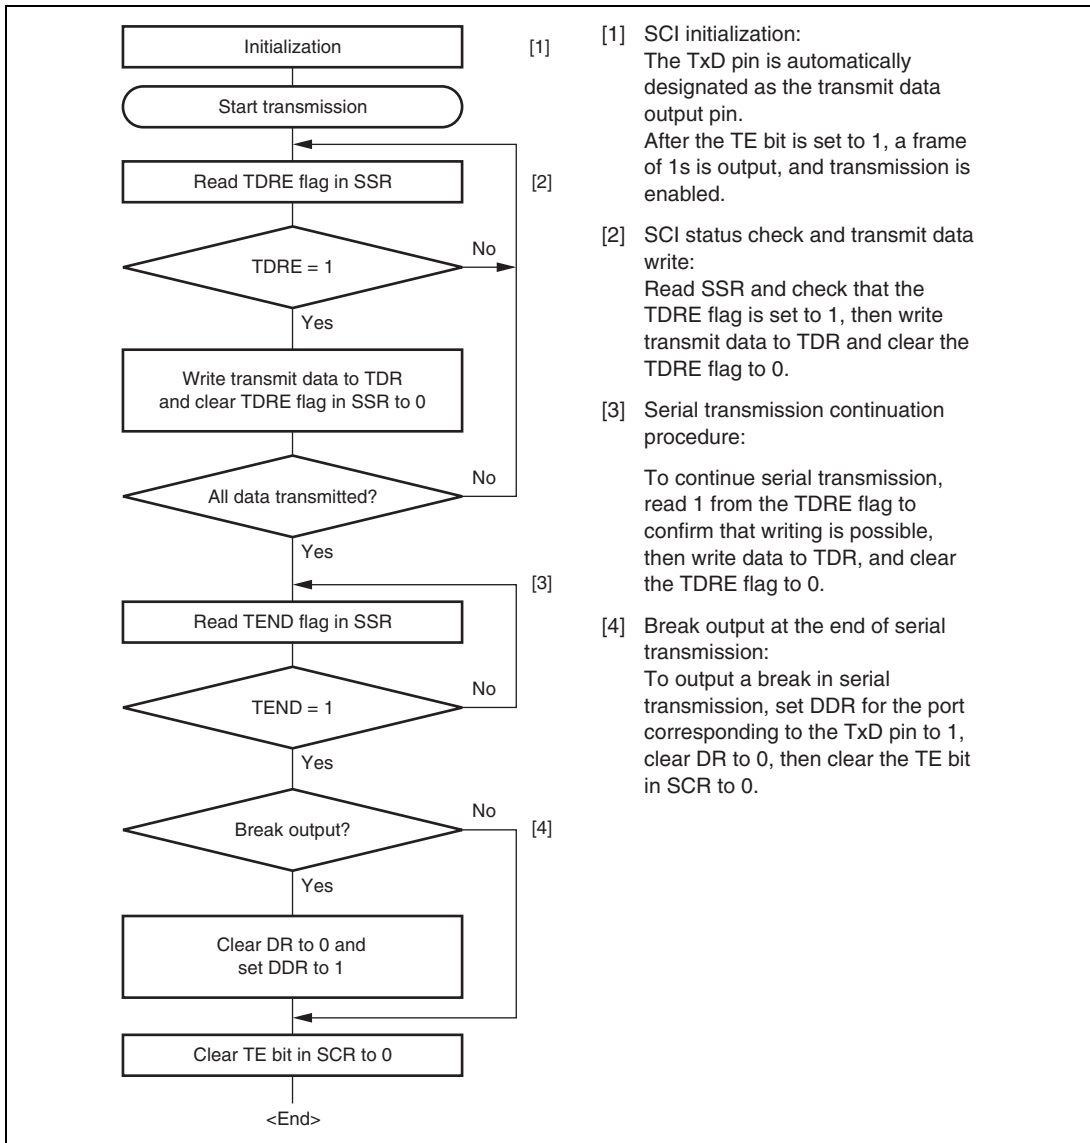 Initialization
[1]
Start transmission
Read TDRE flag in SSR
[2]
TDRE = 1
No
Yes
Write transmit data to TDR
and clear TDRE flag in SSR to 0
All data transmitted?
No
Yes
[3]
Read TEND flag in SSR
TEND = 1
No
Yes
Break output?
No
[4]
Yes
Clear DR to 0 and
set DDR to 1
Clear TE bit in SCR to 0
<End>
[1] SCI initialization:
The TxD pin is automatically
designated as the transmit data
output pin.
After the TE bit is set to 1, a frame
of 1s is output, and transmission is
enabled.
[2] SCI status check and transmit data
write:
Read SSR and check that the
TDRE flag is set to 1, then write
transmit data to TDR and clear the
TDRE flag to 0.
[3] Serial transmission continuation
procedure:
To continue serial transmission,
read 1 from the TDRE flag to
confirm that writing is possible,
then write data to TDR, and clear
the TDRE flag to 0.
[4] Break output at the end of serial
transmission:
To output a break in serial
transmission, set DDR for the port
corresponding to the TxD pin to 1,
clear DR to 0, then clear the TE bit
in SCR to 0.